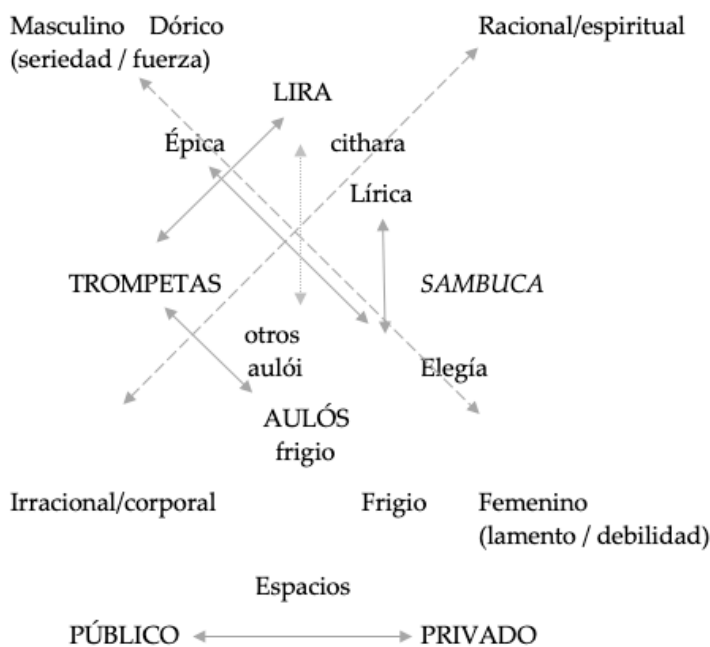 Masculino Dórico Racional/espiritual
(seriedad / fuerza)
LIRA
Épica cithara
Lírica
TROMPETAS SAMBUCA
otros
aulói Elegía
AULÓS
frigio
Irracional/corporal Frigio Femenino
(lamento / debilidad)
Espacios
PÚBLICO PRIVADO